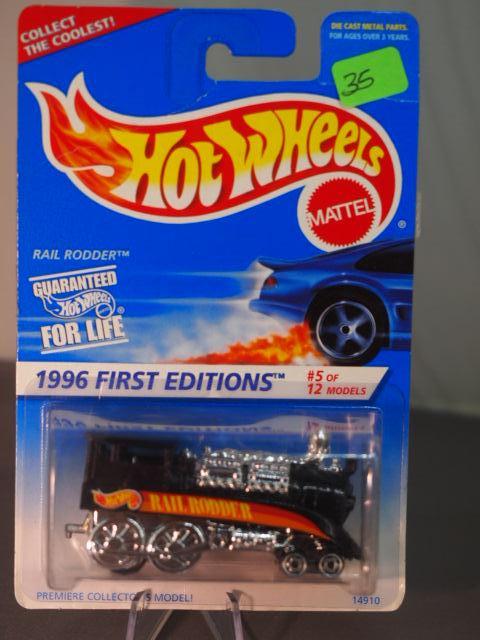 COLLECT
THE COOLEST!
DIE CAST METAL PARTS.
FOR AGES OVER 3 YEARS.
35
HOT WHEELS
MATTEL
®
RAIL RODDER™
GUARANTEED
Hot Wheels ®
FOR LIFE
1996 FIRST EDITIONS™
#5 OF
12 MODELS
Hot Wheels
RAIL RODDER
PREMIERE COLLECTOR'S MODEL!
14910